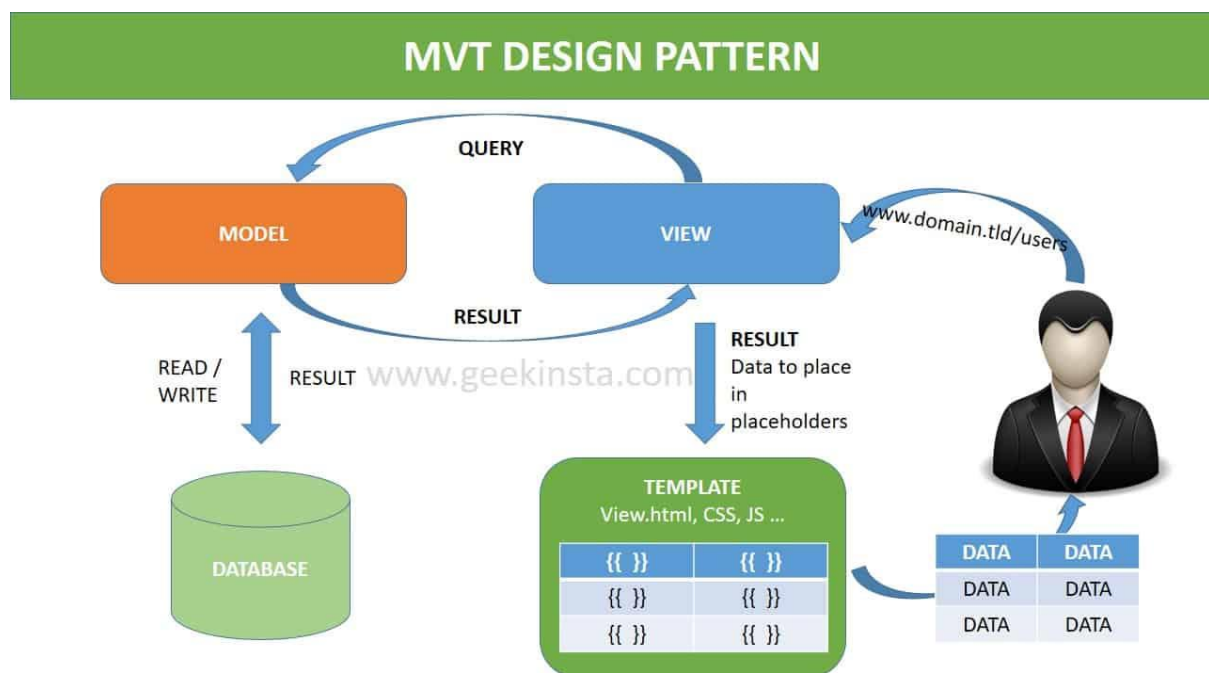 MVT DESIGN PATTERN
QUERY
MODEL
VIEW
www.domain.tld/users
RESULT
READ /
WRITE
RESULT
www.geekinsta.com
RESULT
Data to place
in
placeholders
DATABASE
TEMPLATE
View.html, CSS, JS ...
{{ }} {{ }}
{{ }} {{ }}
{{ }} {{ }}
DATA DATA
DATA DATA
DATA DATA